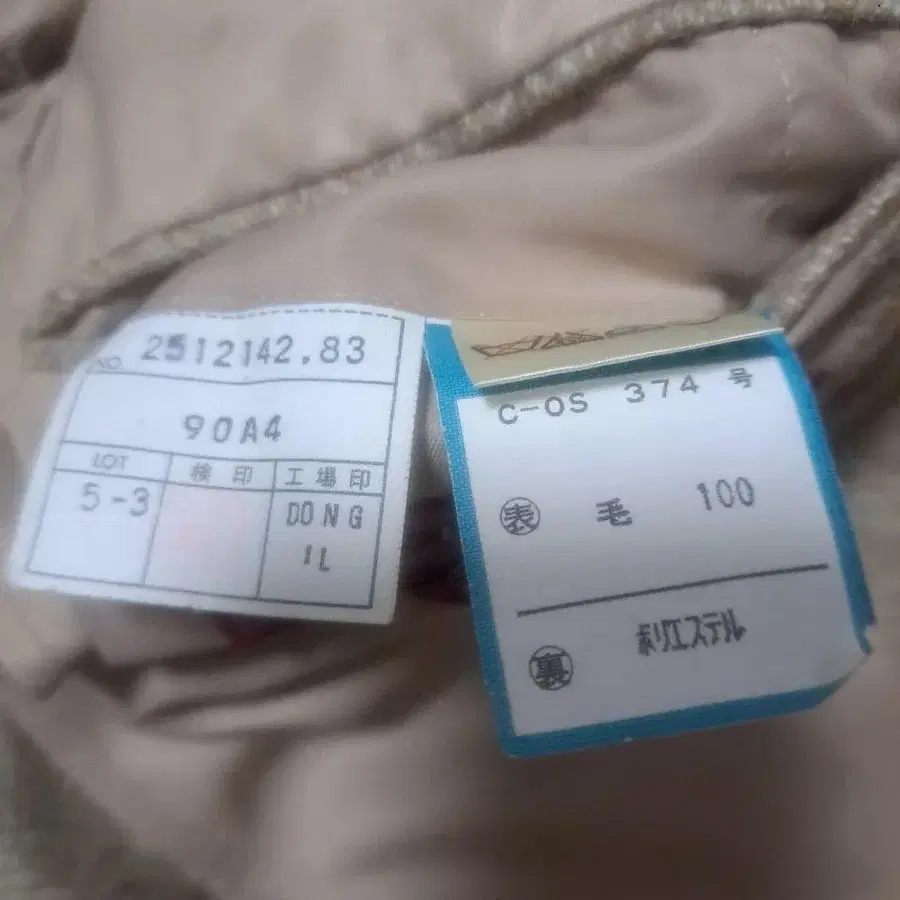 NO. 2512142.83
90A4
LOT 検印 工場印
5-3 DONG
IL
C-OS 374 号
表 毛 100
裏 ポリエステル